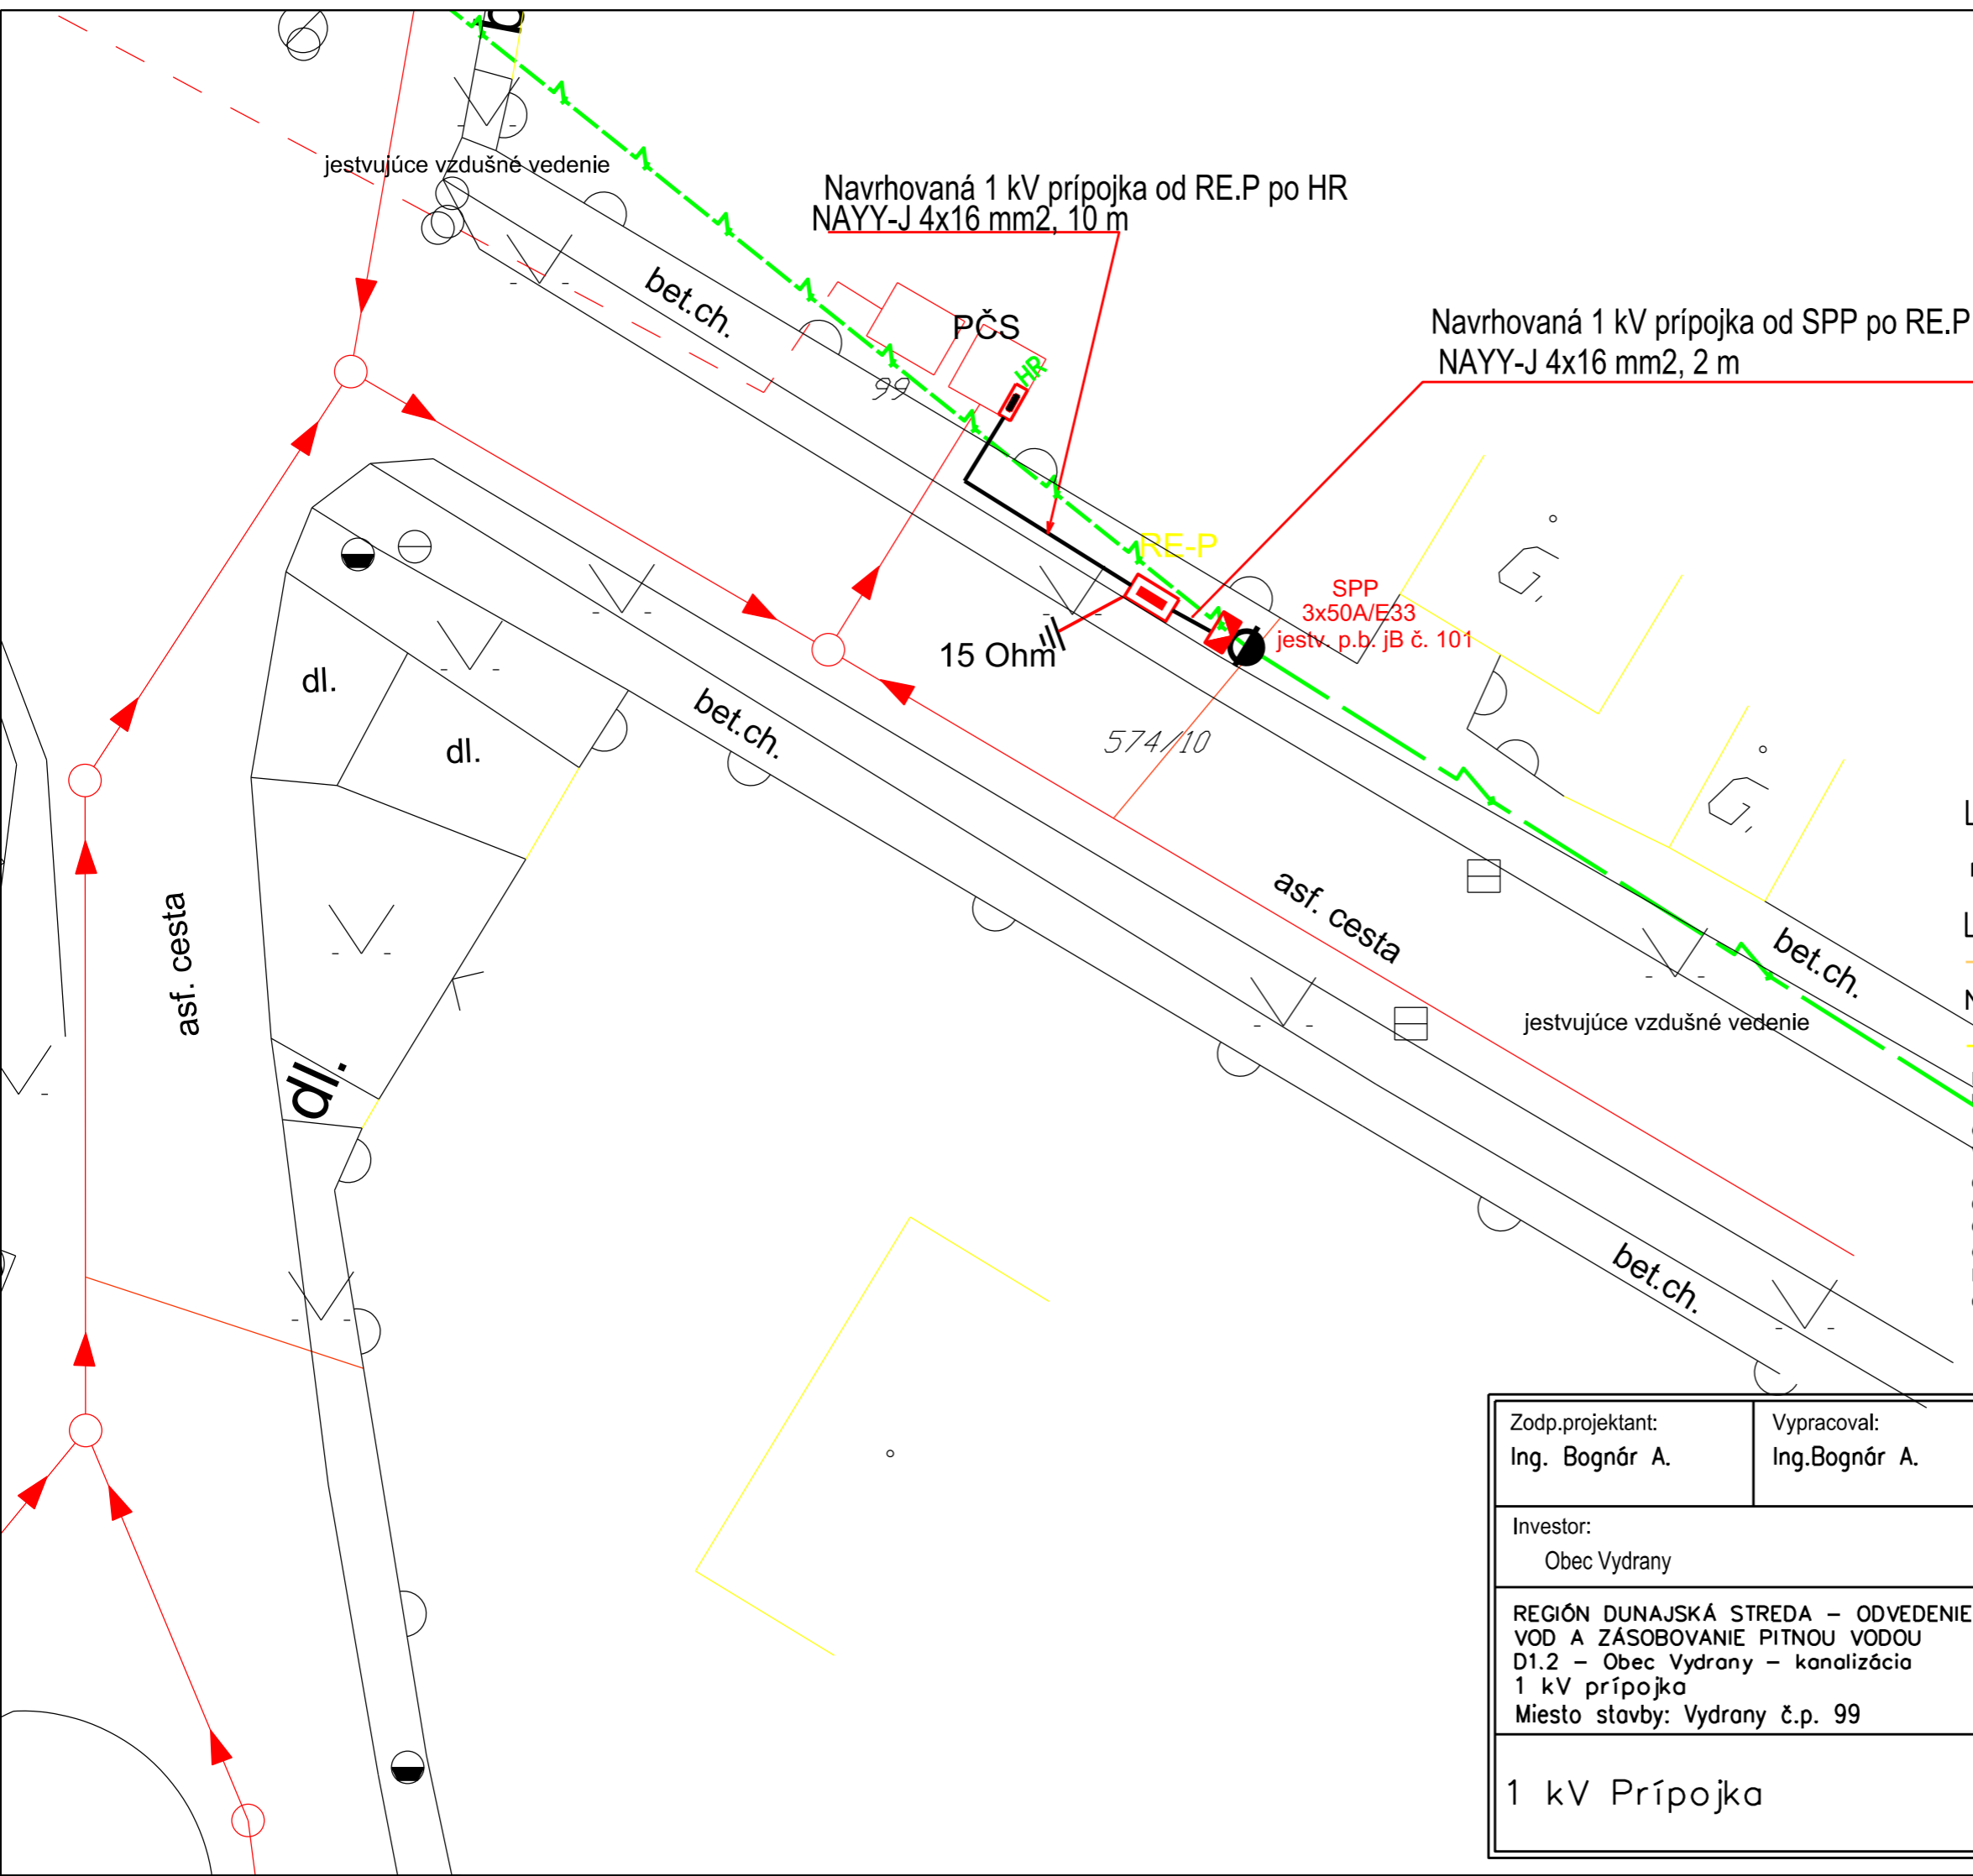 jestvujúce vzdušné vedenie
Navrhovaná 1 kV prípojka od RE.P po HR
NAYY-J 4x16 mm2, 10 m
bet.ch.
PČS
HR
99
Navrhovaná 1 kV prípojka od SPP po RE.P
NAYY-J 4x16 mm2, 2 m
RE-P
SPP
3x50A/E33
jestv. p.b. jB č. 101
15 Ohm
G.
dl.
dl.
bet.ch.
574/10
G.
asf. cesta
asf. cesta
bet.ch.
jestvujúce vzdušné vedenie
dl.
bet.ch.
Zodp.projektant:
Ing. Bognár A.
Vypracoval:
Ing.Bognár A.
Investor:
Obec Vydrany
REGIÓN DUNAJSKÁ STREDA – ODVEDENIE
VOD A ZÁSOBOVANIE PITNOU VODOU
D1.2 – Obec Vydrany – kanalizácia
1 kV prípojka
Miesto stavby: Vydrany č.p. 99
1 kV Prípojka